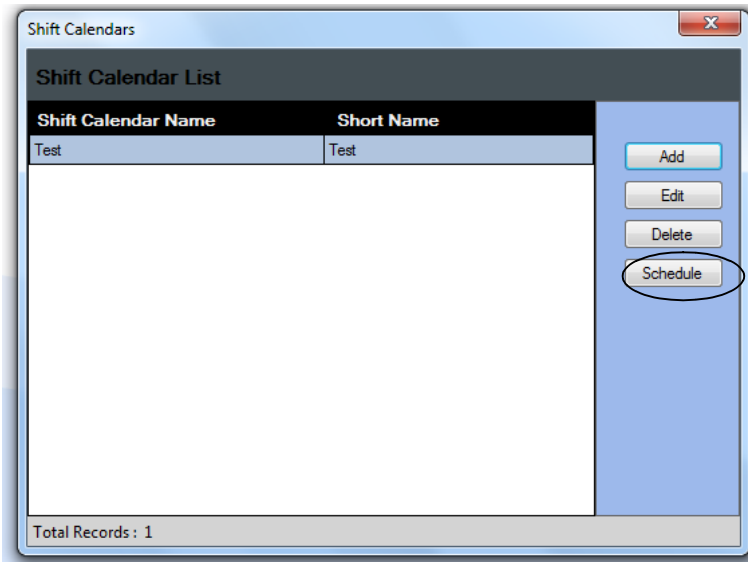 Shift Calendars
Shift Calendar List
Shift Calendar Name Short Name
Test Test
Add
Edit
Delete
Schedule
Total Records : 1